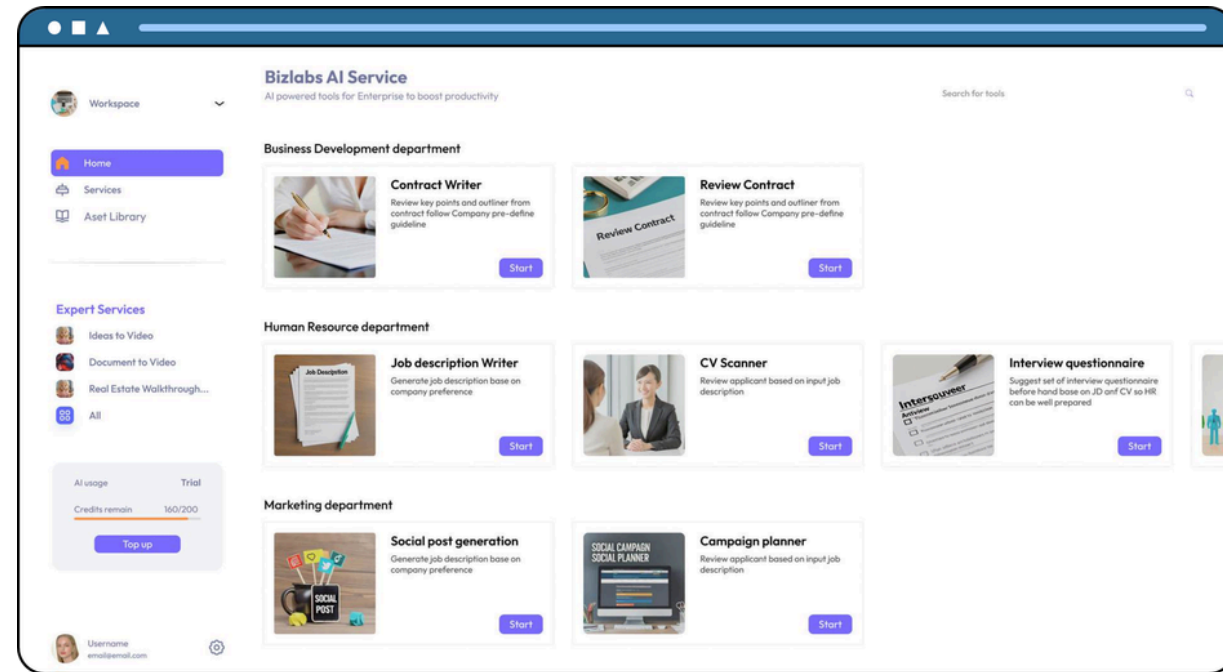 Bizlabs AI Service
AI powered tools for Enterprise to boost productivity
Search for tools
Workspace
Home
Services
Aset Library
Expert Services
Ideas to Video
Document to Video
Real Estate Walkthrough...
All
AI usage
Trial
Credits remain
160/200
Top up
Username
email@email.com
Business Development department
Contract Writer
Review key points and outliner from
contract follow Company pre-define
guideline
Start
Review Contract
Review Contract
Review key points and outliner from
contract follow Company pre-define
guideline
Start
Human Resource department
Job Description
Job description Writer
Generate job description base on
company preference
Start
CV Scanner
Review applicant based on input job
description
Start
Intersouveer
Antview
Interview questionnaire
Suggest set of interview questionnaire
before hand base on JD anf CV so HR
can be well prepared
Start
Marketing department
SOCIAL
POST
Social post generation
Generate job description base on
company preference
Start
SOCIAL CAMPAGN
SOCIAL PLANNER
Campaign planner
Review applicant based on input job
description
Start